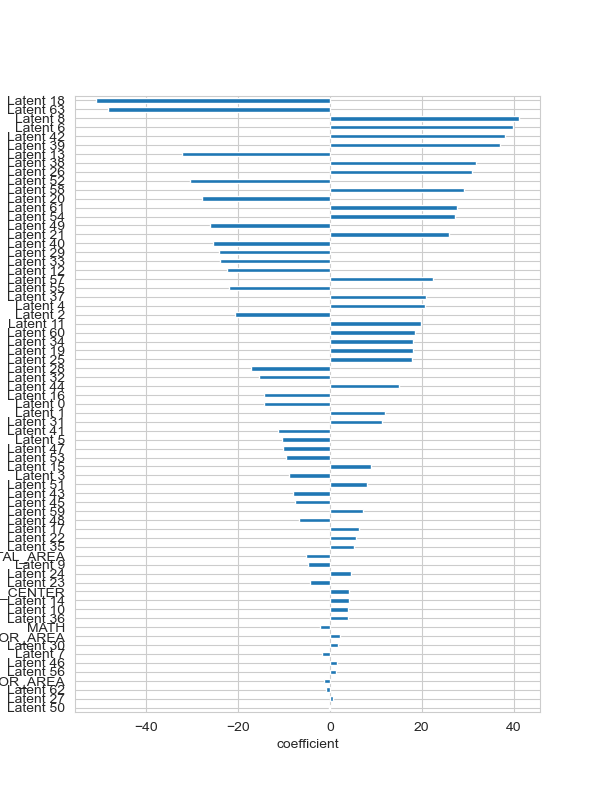 Latent 18
Latent 63
Latent 8
Latent 6
Latent 42
Latent 39
Latent 13
Latent 38
Latent 26
Latent 52
Latent 58
Latent 20
Latent 61
Latent 54
Latent 49
Latent 21
Latent 40
Latent 29
Latent 33
Latent 12
Latent 57
Latent 55
Latent 37
Latent 4
Latent 2
Latent 11
Latent 60
Latent 34
Latent 19
Latent 25
Latent 28
Latent 32
Latent 44
Latent 16
Latent 0
Latent 1
Latent 31
Latent 41
Latent 5
Latent 47
Latent 53
Latent 15
Latent 3
Latent 51
Latent 43
Latent 45
Latent 59
Latent 48
Latent 17
Latent 22
Latent 35
TAL_AREA
Latent 9
Latent 24
Latent 23
_CENTER
Latent 14
Latent 10
Latent 36
MATH
OR_AREA
Latent 30
Latent 7
Latent 46
Latent 56
OR_AREA
Latent 62
Latent 27
Latent 50
−40 −20 0 20 40
coefficient